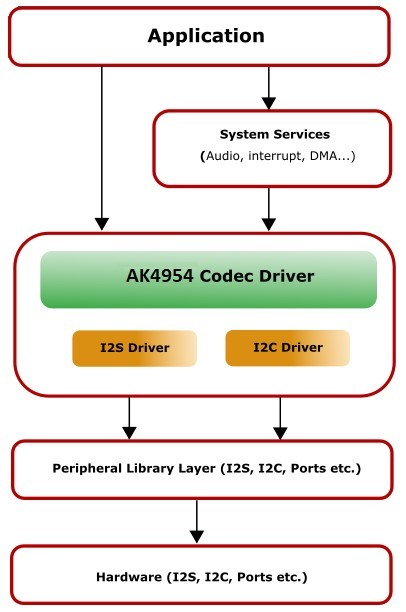 Application
System Services
(Audio, interrupt, DMA...)
AK4954 Codec Driver
I2S Driver
I2C Driver
Peripheral Library Layer (I2S, I2C, Ports etc.)
Hardware (I2S, I2C, Ports etc.)